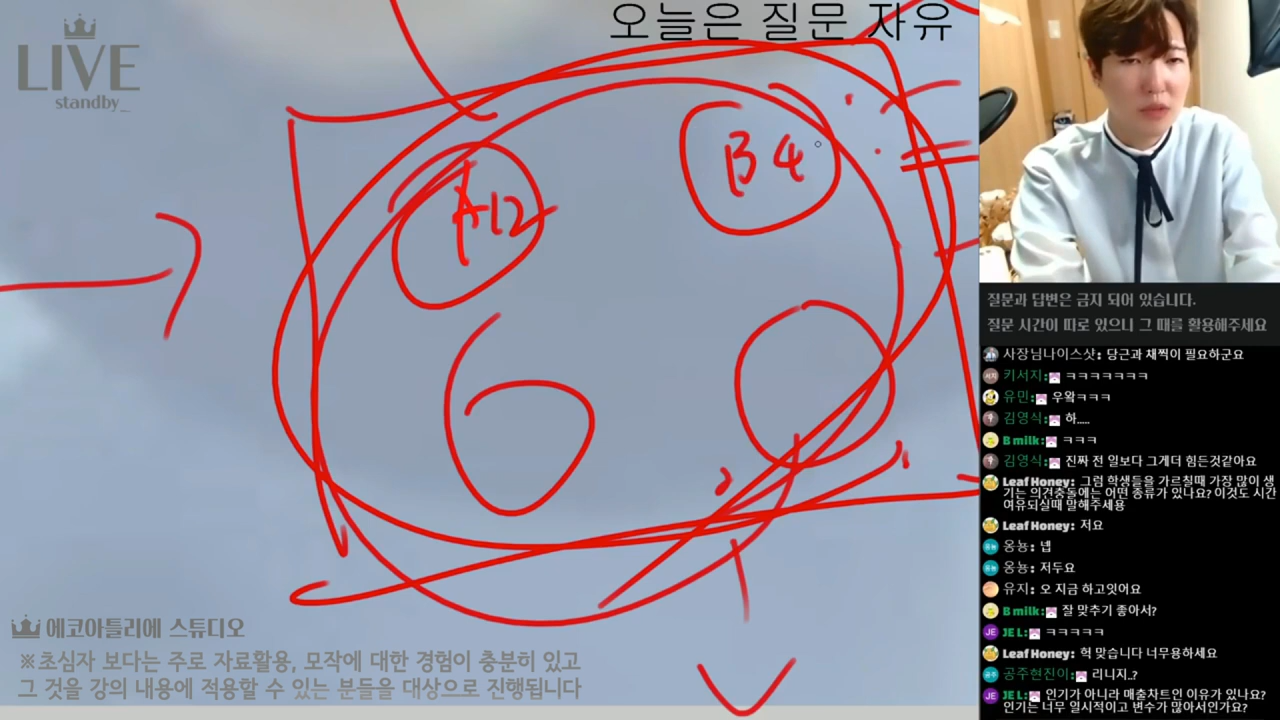 오늘은 질문 자유
LIVE
standby_
A12
B4
에코아틀리에 스튜디오
※초심자 보다는 주로 자료활용, 모작에 대한 경험이 충분히 있고
그 것을 강의 내용에 적용할 수 있는 분들을 대상으로 진행됩니다
질문과 답변은 금지 되어 있습니다.
질문 시간이 따로 있으니 그 때를 활용해주세요
사장님나이스샷: 당근과 채찍이 필요하군요
키서지: ㅋㅋㅋㅋㅋㅋㅋ
유민: 우왘ㅋㅋㅋ
김영식: 하.....
B milk: ㅋㅋㅋ
김영식: 진짜 전 일보다 그게더 힘든것같아요
Leaf Honey: 그럼 학생들을 가르칠때 가장 많이 생
기는 의견충돌에는 어떤 종류가 있나요? 이것도 시간
여유되실때 말해주세용
Leaf Honey: 저요
옹눙: 넵
옹눙: 저두요
유지: 오 지금 하고잇어요
B milk: 잘 맞추기 좋아서?
JE L: ㅋㅋㅋㅋㅋ
Leaf Honey: 헉 맞습니다 너무용하세요
공주현진이: 리니지..?
JE L: 인기가 아니라 매출차트인 이유가 있나요?
인기는 너무 일시적이고 변수가 많아서인가요?